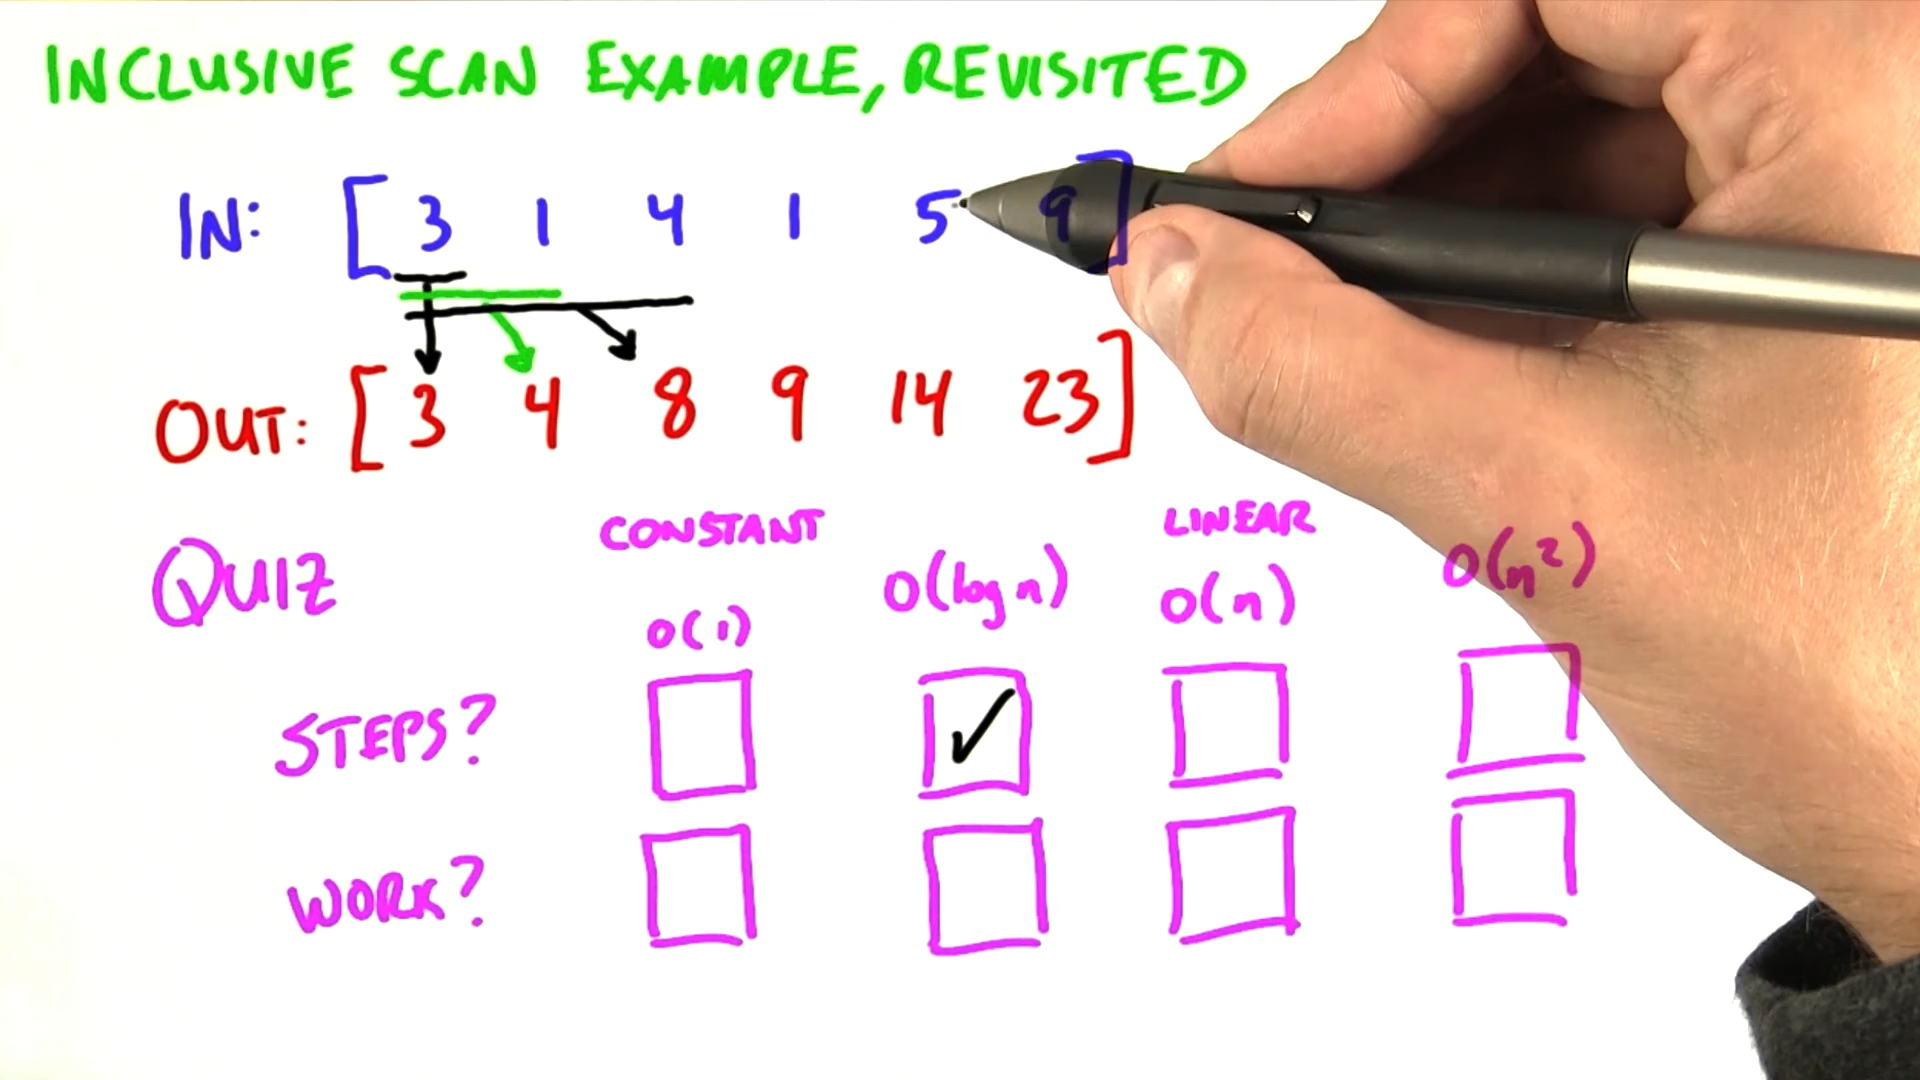 INCLUSIVE SCAN EXAMPLE, REVISITED
IN: [3 1 4 1 5 9]
OUT: [3 4 8 9 14 23]
QUIZ
CONSTANT LINEAR
O(1) O(log n) O(n) O(n²)
STEPS? ✓
WORK?